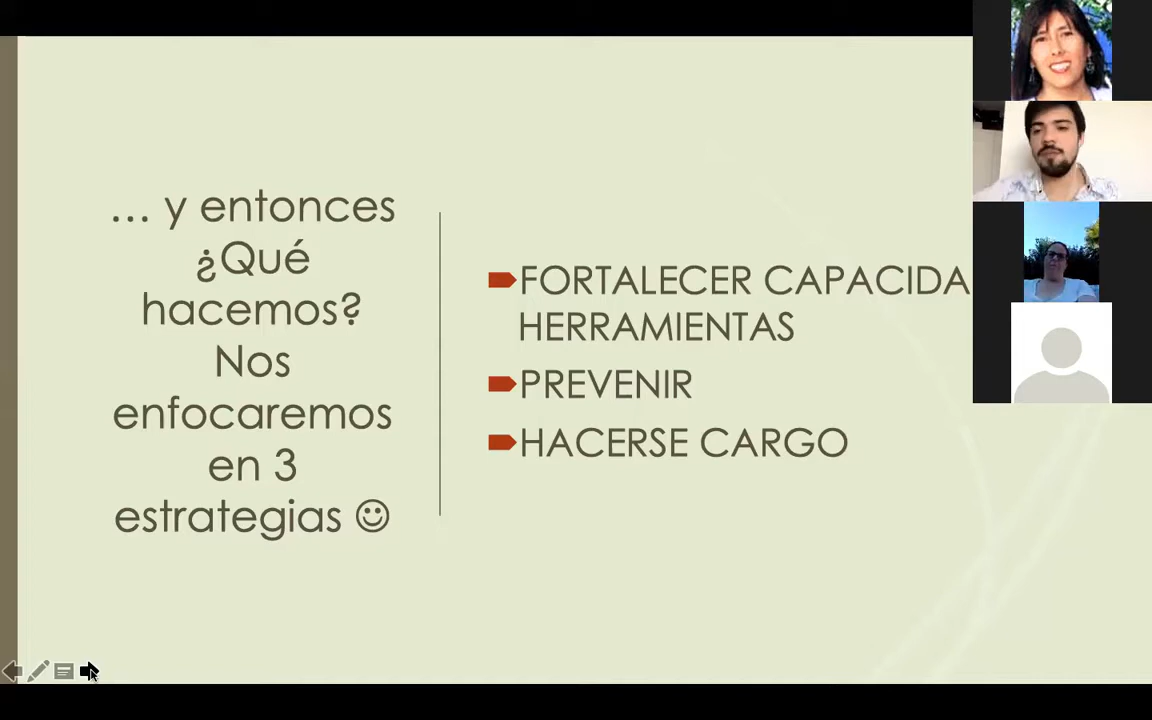 … y entonces
¿Qué
hacemos?
Nos
enfocaremos
en 3
estrategias ☺
FORTALECER CAPACIDA
HERRAMIENTAS
PREVENIR
HACERSE CARGO